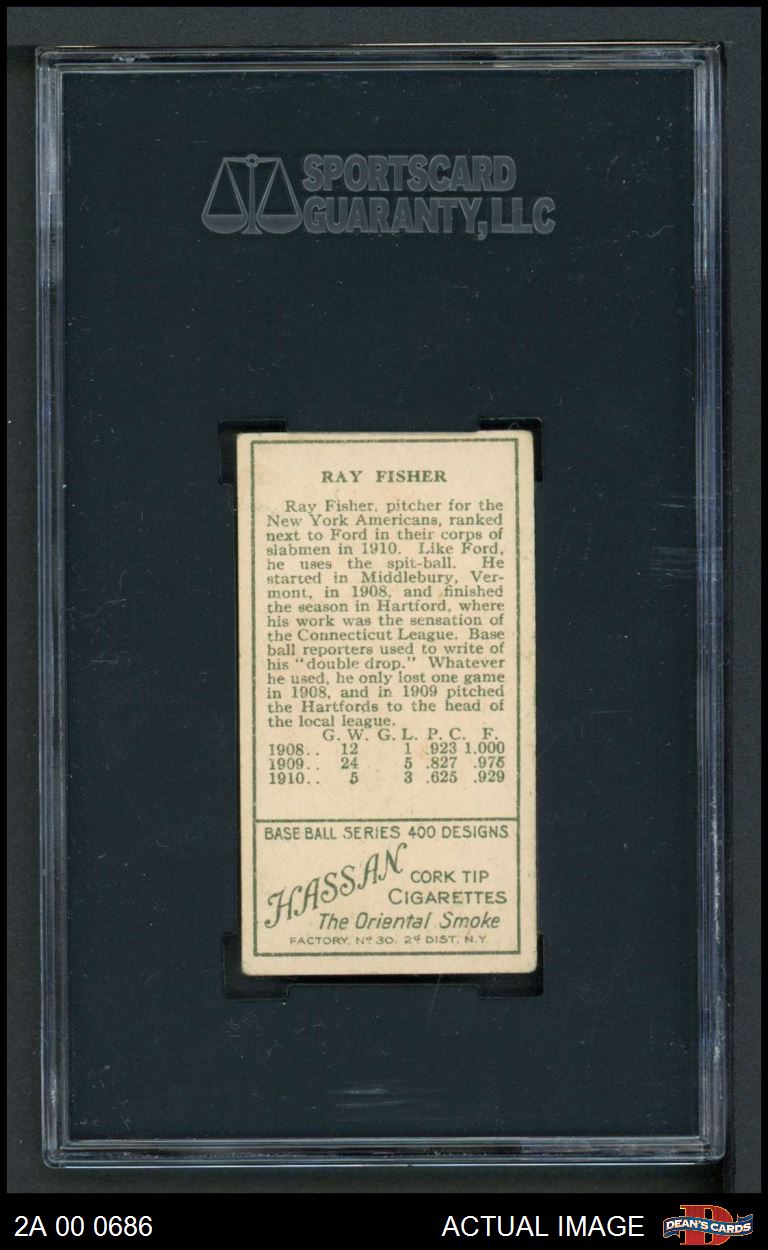 SPORTSCARD
GUARANTY, LLC
RAY FISHER
Ray Fisher, pitcher for the
New York Americans, ranked
next to Ford in their corps of
slabmen in 1910. Like Ford,
he uses the spit-ball. He
started in Middlebury, Ver-
mont, in 1908, and finished
the season in Hartford, where
his work was the sensation of
the Connecticut League. Base
ball reporters used to write of
his "double drop." Whatever
he used, he only lost one game
in 1908, and in 1909 pitched
the Hartfords to the head of
the local league.
G. W. G. L. P. C. F.
1908.. 12 1 .923 1.000
1909.. 24 5 .827 .975
1910.. 5 3 .625 .929
BASE BALL SERIES 400 DESIGNS
HASSAN
CORK TIP
CIGARETTES
The Oriental Smoke
FACTORY. Nº 30. 2d DIST. N.Y.
2A 00 0686 ACTUAL IMAGE DEAN'S CARDS